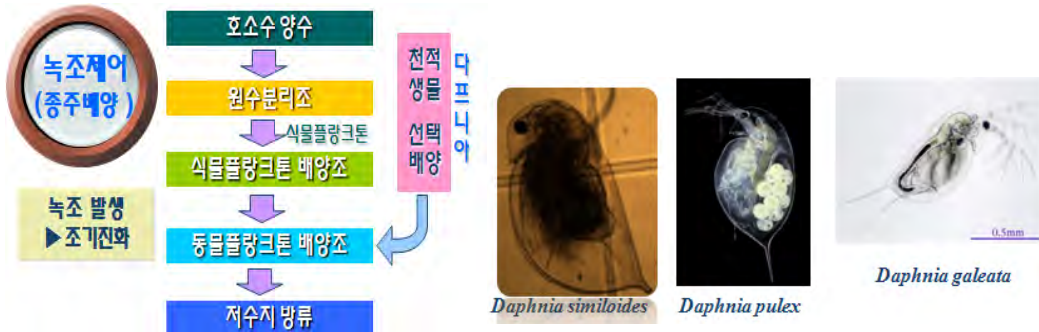 녹조제어
(종주배양 )
녹조 발생
▶ 조기진화
호소수 양수
원수분리조
식물플랑크톤
식물플랑크톤 배양조
동물플랑크톤 배양조
저수지 방류
천적
생물
선택
배양
다프니아
Daphnia similoides
Daphnia pulex
0.5mm
Daphnia galeata